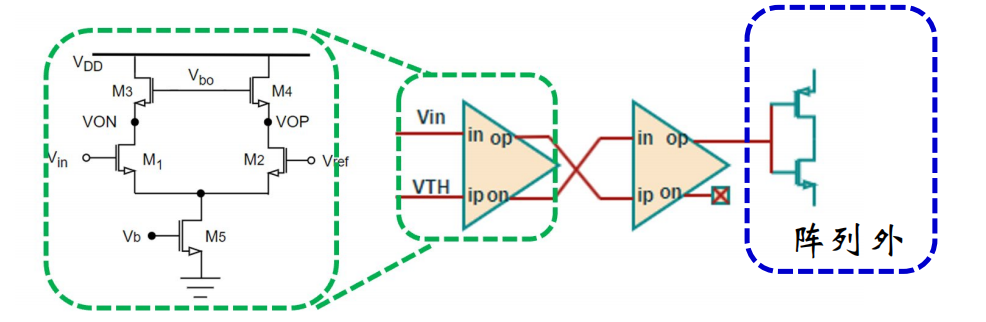 VDD
M3 Vbo M4
VON VOP
Vin M1 M2 Vref
Vb M5
Vin in op in op
VTH ip on ip on
阵列外